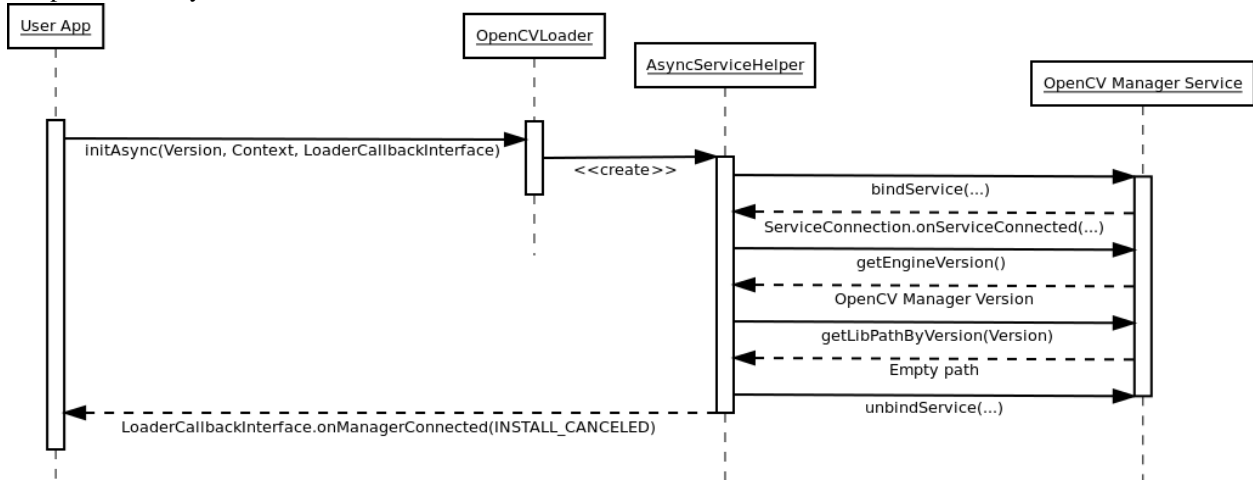 User App
OpenCVLoader
AsyncServiceHelper
OpenCV Manager Service
initAsync(Version, Context, LoaderCallbackInterface)
<<create>>
bindService(...)
ServiceConnection.onServiceConnected(...)
getEngineVersion()
OpenCV Manager Version
getLibPathByVersion(Version)
Empty path
unbindService(...)
LoaderCallbackInterface.onManagerConnected(INSTALL_CANCELED)